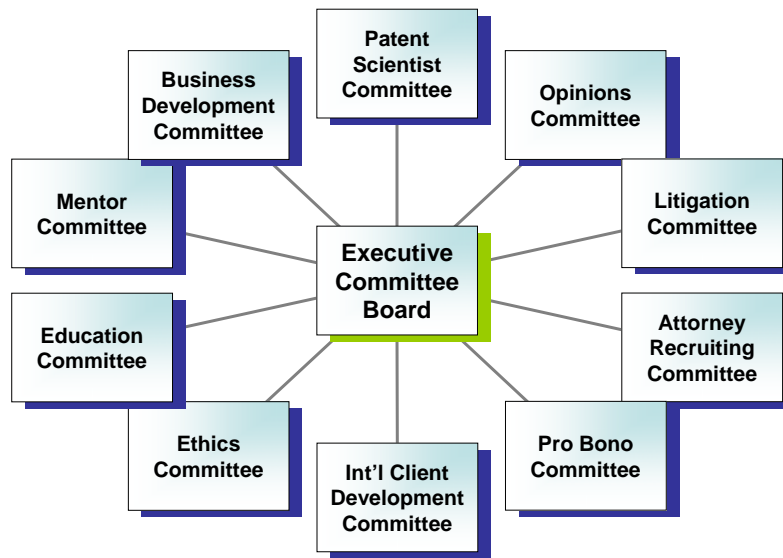 Patent
Scientist
Committee
Business
Development
Committee
Opinions
Committee
Mentor
Committee
Litigation
Committee
Executive
Committee
Board
Education
Committee
Attorney
Recruiting
Committee
Ethics
Committee
Int'l Client
Development
Committee
Pro Bono
Committee